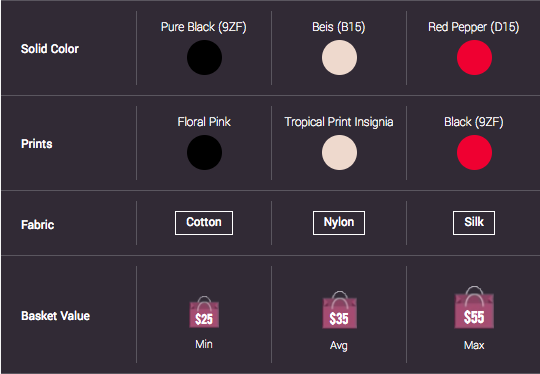 Solid Color
Pure Black (9ZF)
Beis (B15)
Red Pepper (D15)
Prints
Floral Pink
Tropical Print Insignia
Black (9ZF)
Fabric
Cotton
Nylon
Silk
Basket Value
$25
Min
$35
Avg
$55
Max